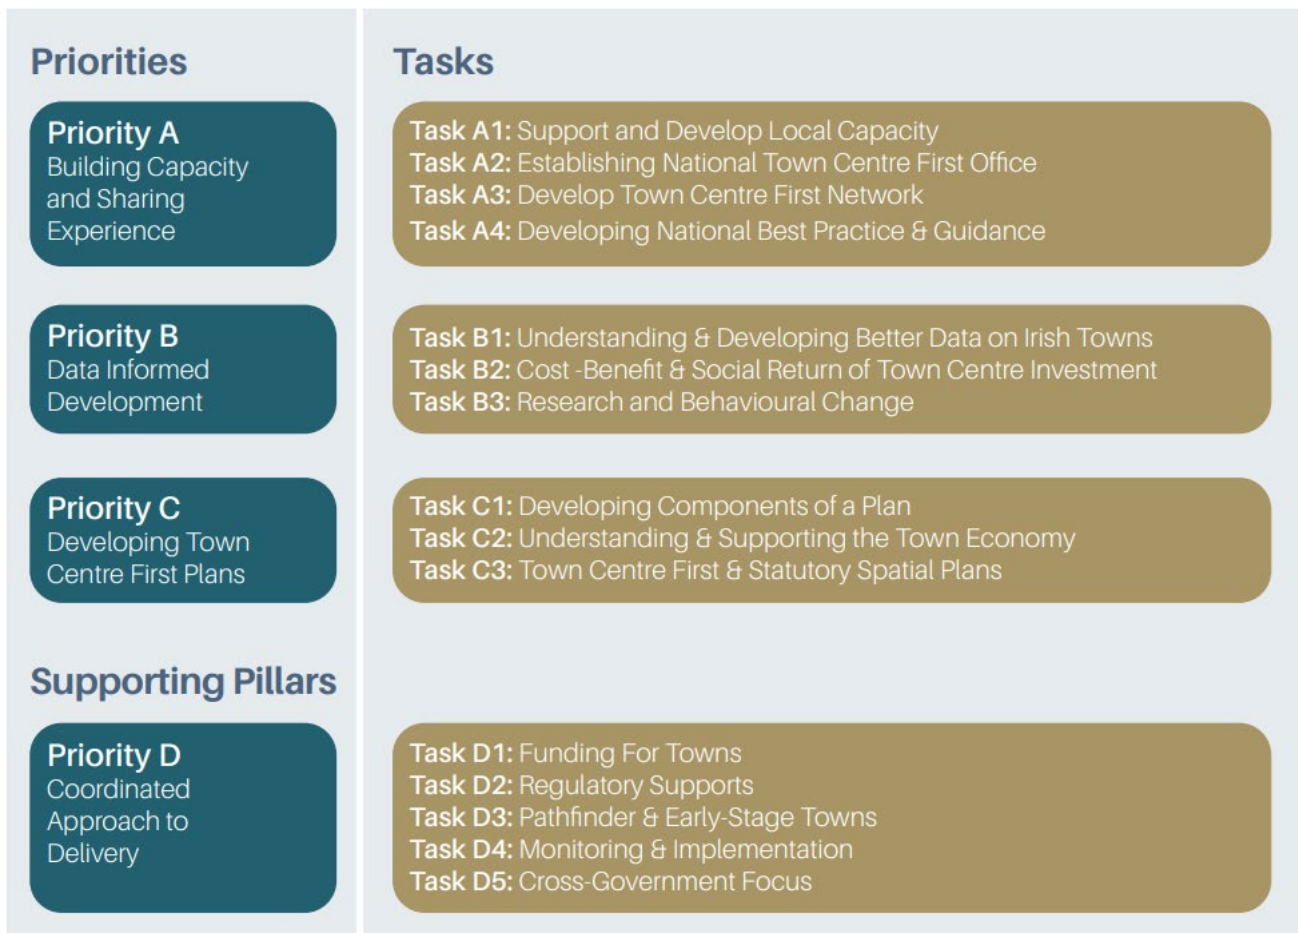 Priorities
Tasks
Priority A
Building Capacity
and Sharing
Experience
Task A1: Support and Develop Local Capacity
Task A2: Establishing National Town Centre First Office
Task A3: Develop Town Centre First Network
Task A4: Developing National Best Practice & Guidance
Priority B
Data Informed
Development
Task B1: Understanding & Developing Better Data on Irish Towns
Task B2: Cost -Benefit & Social Return of Town Centre Investment
Task B3: Research and Behavioural Change
Priority C
Developing Town
Centre First Plans
Task C1: Developing Components of a Plan
Task C2: Understanding & Supporting the Town Economy
Task C3: Town Centre First & Statutory Spatial Plans
Supporting Pillars
Priority D
Coordinated
Approach to
Delivery
Task D1: Funding For Towns
Task D2: Regulatory Supports
Task D3: Pathfinder & Early-Stage Towns
Task D4: Monitoring & Implementation
Task D5: Cross-Government Focus